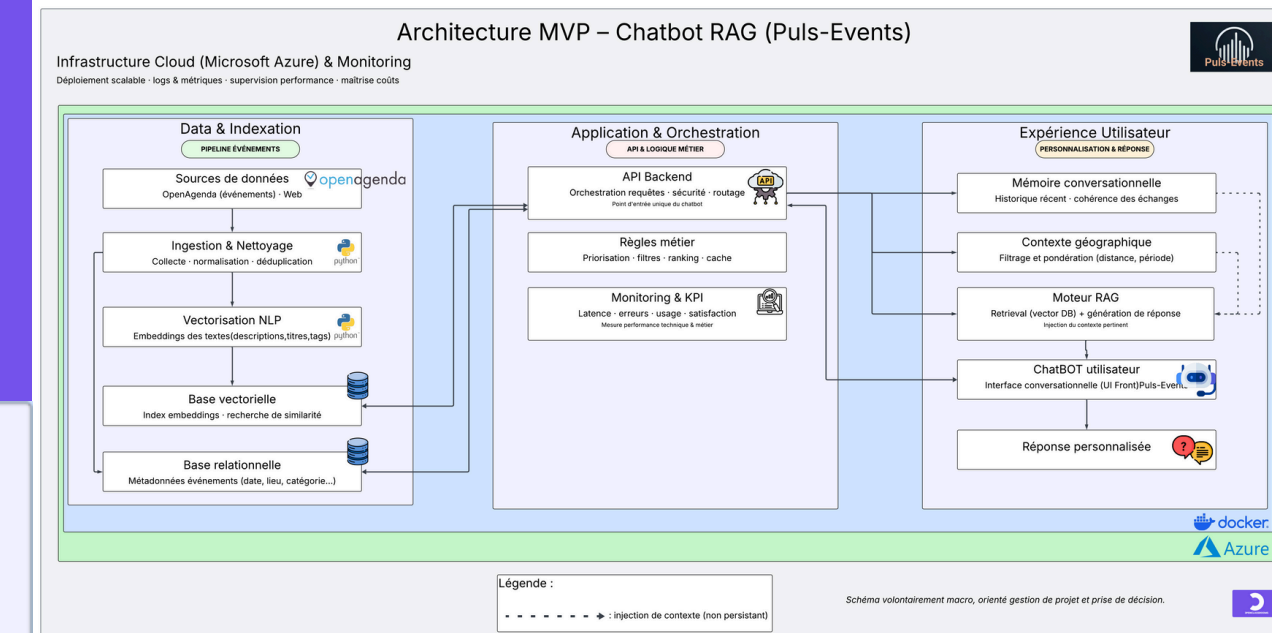 Architecture MVP – Chatbot RAG (Puls-Events)
Puls-Events
Infrastructure Cloud (Microsoft Azure) & Monitoring
Déploiement scalable · logs & métriques · supervision performance · maîtrise coûts
Data & Indexation
PIPELINE ÉVÉNEMENTS
Sources de données
openagenda
OpenAgenda (événements) · Web
Ingestion & Nettoyage
Collecte · normalisation · déduplication
python
Vectorisation NLP
Embeddings des textes(descriptions,titres,tags)
python
Base vectorielle
Index embeddings · recherche de similarité
Base relationnelle
Métadonnées événements (date, lieu, catégorie...)
Application & Orchestration
API & LOGIQUE MÉTIER
API Backend
API
Orchestration requêtes · sécurité · routage
Point d'entrée unique du chatbot
Règles métier
Priorisation · filtres · ranking · cache
Monitoring & KPI
Latence · erreurs · usage · satisfaction
Mesure performance technique & métier
Expérience Utilisateur
PERSONNALISATION & RÉPONSE
Mémoire conversationnelle
Historique récent · cohérence des échanges
Contexte géographique
Filtrage et pondération (distance, période)
Moteur RAG
Retrieval (vector DB) + génération de réponse
Injection du contexte pertinent
ChatBOT utilisateur
Interface conversationnelle (UI Front)Puls-Events
Réponse personnalisée
?
docker
Azure
Légende :
: injection de contexte (non persistant)
Schéma volontairement macro, orienté gestion de projet et prise de décision.